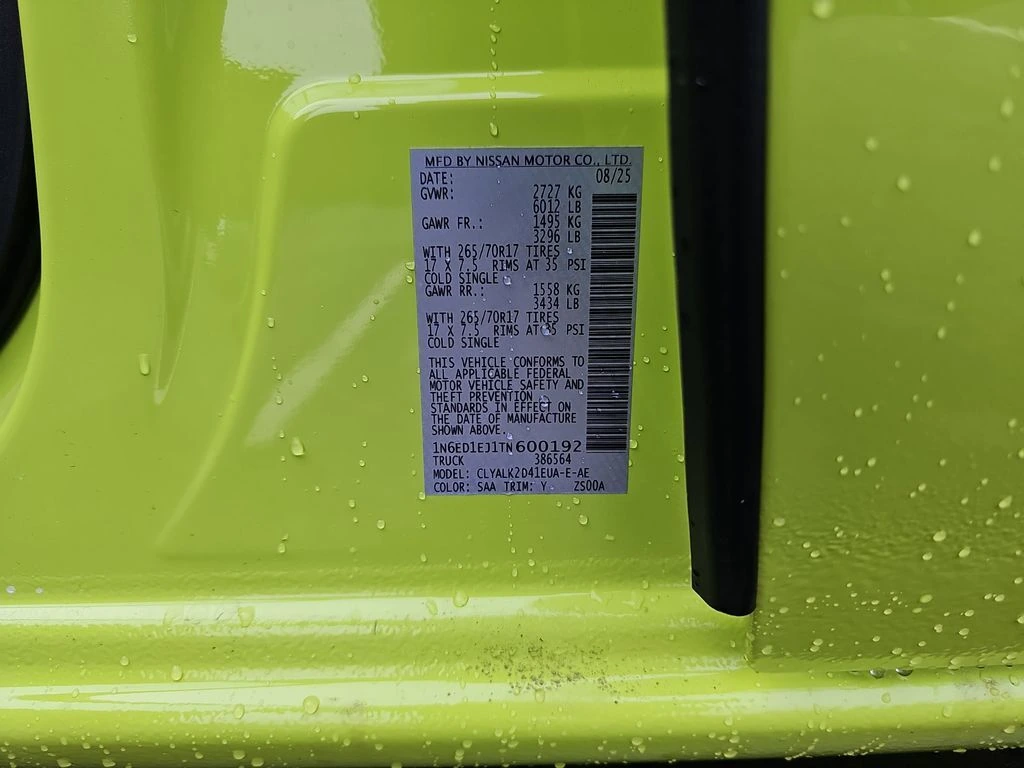 MFD BY NISSAN MOTOR CO., LTD.
DATE: 08/25
GVWR: 2727 KG
6012 LB
GAWR FR.: 1495 KG
3296 LB
WITH 265/70R17 TIRES
17 X 7.5 RIMS AT 35 PSI
COLD SINGLE
GAWR RR.: 1558 KG
3434 LB
WITH 265/70R17 TIRES
17 X 7.5 RIMS AT 35 PSI
COLD SINGLE
THIS VEHICLE CONFORMS TO
ALL APPLICABLE FEDERAL
MOTOR VEHICLE SAFETY AND
THEFT PREVENTION
STANDARDS IN EFFECT ON
THE DATE OF MANUFACTURE
SHOWN ABOVE.
1N6ED1EJ1TN600192
TRUCK 386564
MODEL: CLYALK2D41EUA-E-AE
COLOR: SAA TRIM: Y ZS00A